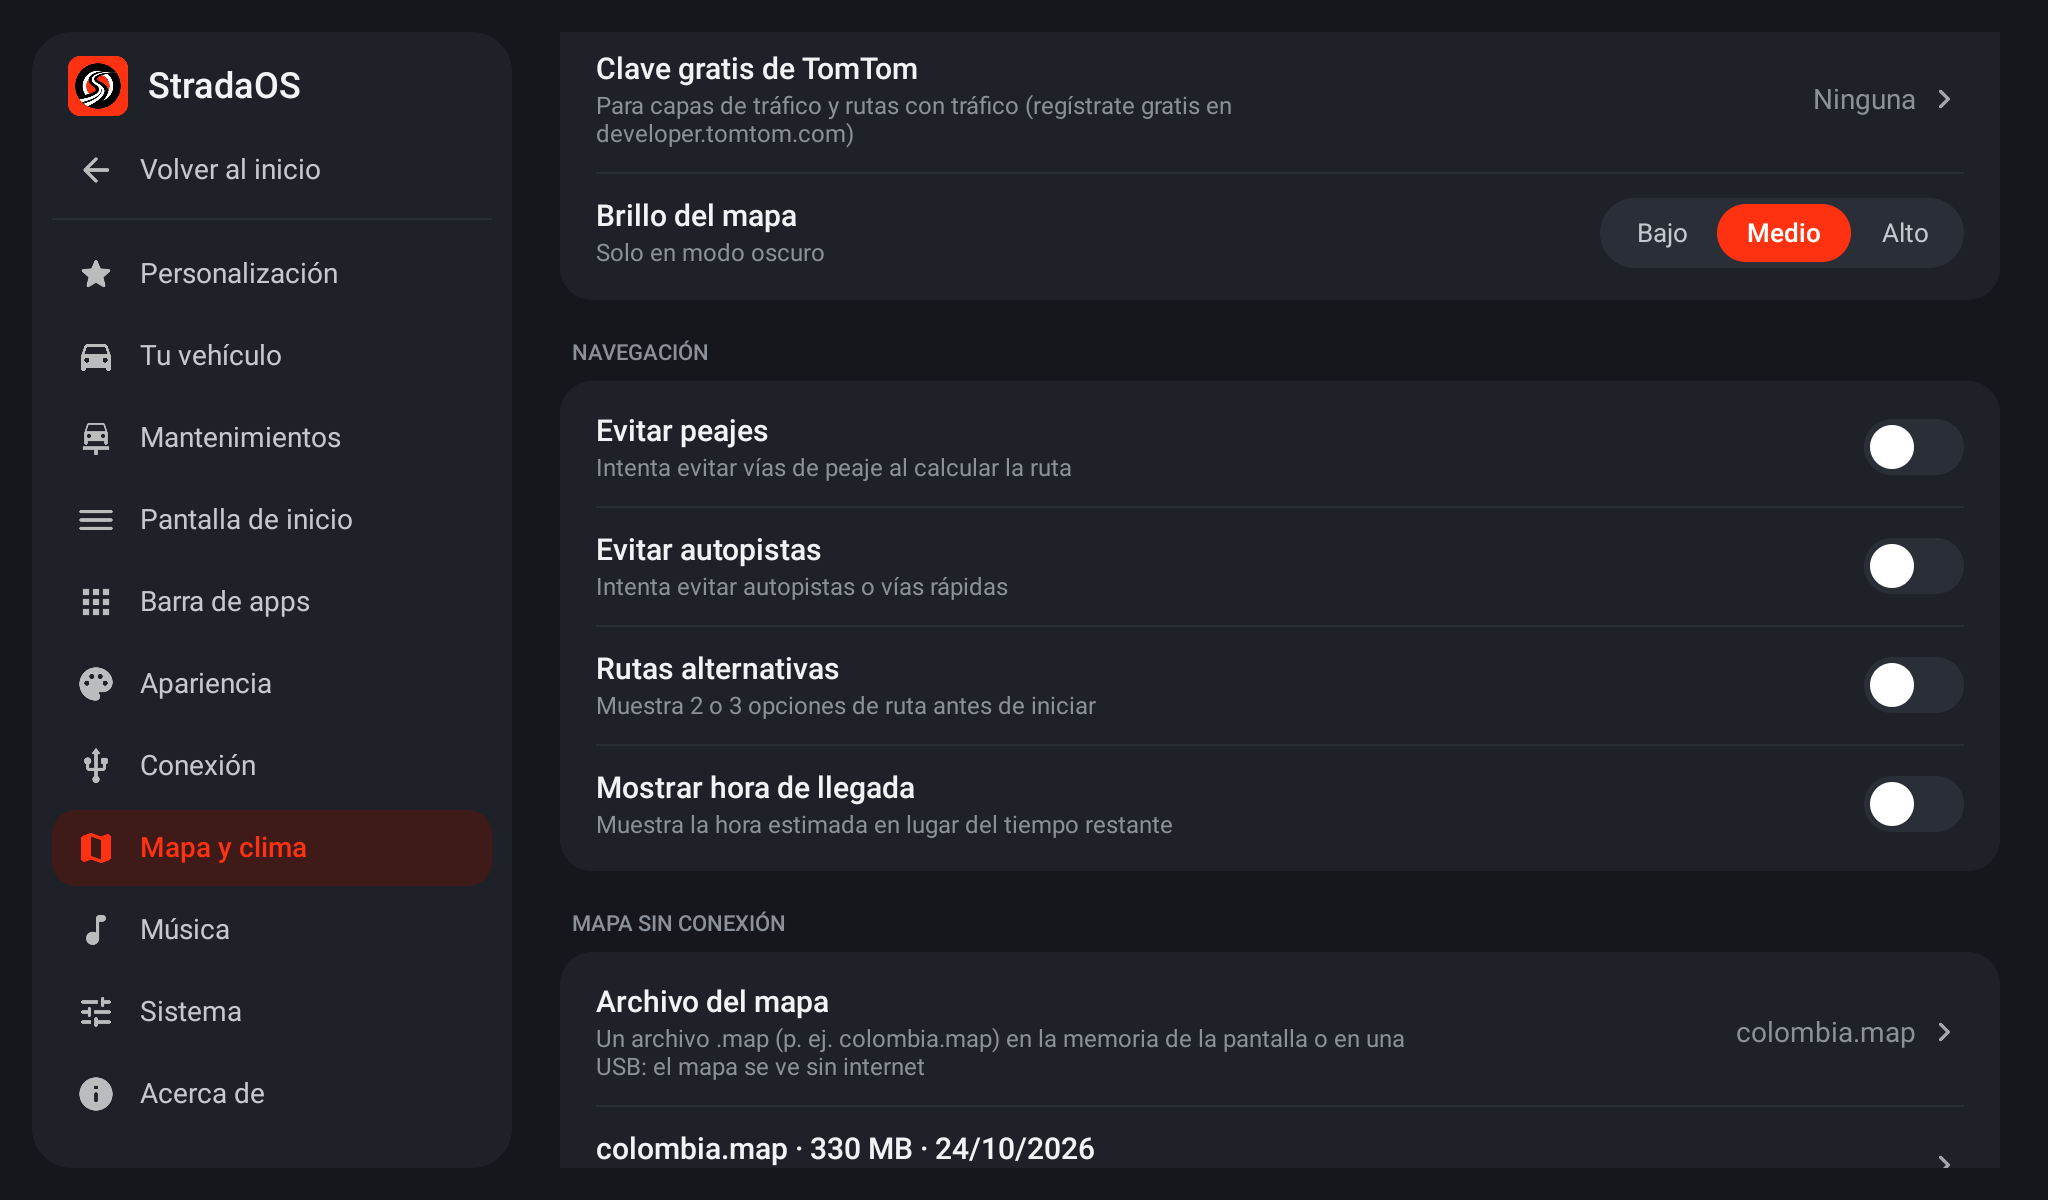 StradaOS
Volver al inicio
Personalización
Tu vehículo
Mantenimientos
Pantalla de inicio
Barra de apps
Apariencia
Conexión
Mapa y clima
Música
Sistema
Acerca de
Clave gratis de TomTom
Para capas de tráfico y rutas con tráfico (regístrate gratis en
developer.tomtom.com)
Ninguna
Brillo del mapa
Solo en modo oscuro
Bajo Medio Alto
NAVEGACIÓN
Evitar peajes
Intenta evitar vías de peaje al calcular la ruta
Evitar autopistas
Intenta evitar autopistas o vías rápidas
Rutas alternativas
Muestra 2 o 3 opciones de ruta antes de iniciar
Mostrar hora de llegada
Muestra la hora estimada en lugar del tiempo restante
MAPA SIN CONEXIÓN
Archivo del mapa
Un archivo .map (p. ej. colombia.map) en la memoria de la pantalla o en una
USB: el mapa se ve sin internet
colombia.map
colombia.map · 330 MB · 24/10/2026